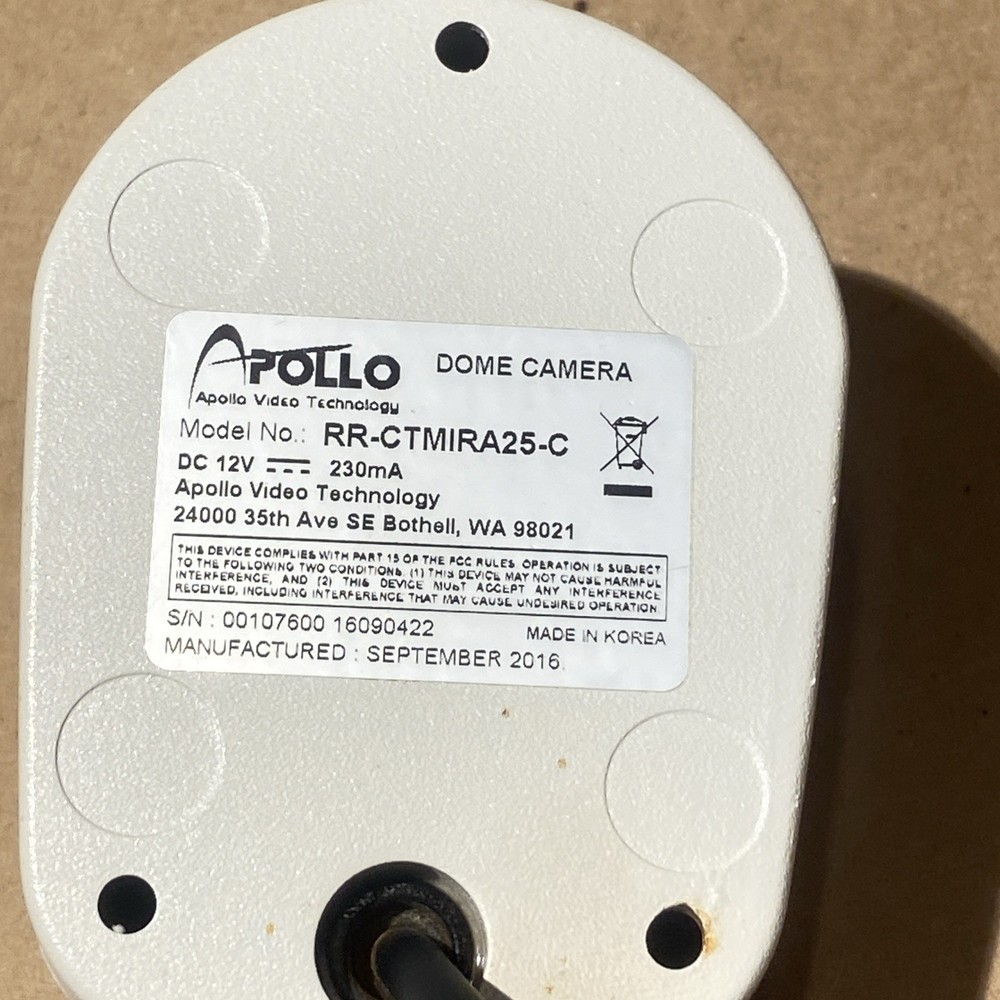 APOLLO
DOME CAMERA
Apollo Video Technology
Model No.: RR-CTMIRA25-C
DC 12V 230mA
Apollo Video Technology
24000 35th Ave SE Bothell, WA 98021
THIS DEVICE COMPLIES WITH PART 15 OF THE FCC RULES. OPERATION IS SUBJECT
TO THE FOLLOWING TWO CONDITIONS. (1) THIS DEVICE MAY NOT CAUSE HARMFUL
INTERFERENCE, AND (2) THIS DEVICE MUST ACCEPT ANY INTERFERENCE
RECEIVED, INCLUDING INTERFERENCE THAT MAY CAUSE UNDESIRED OPERATION.
S/N : 00107600 16090422
MADE IN KOREA
MANUFACTURED : SEPTEMBER 2016.